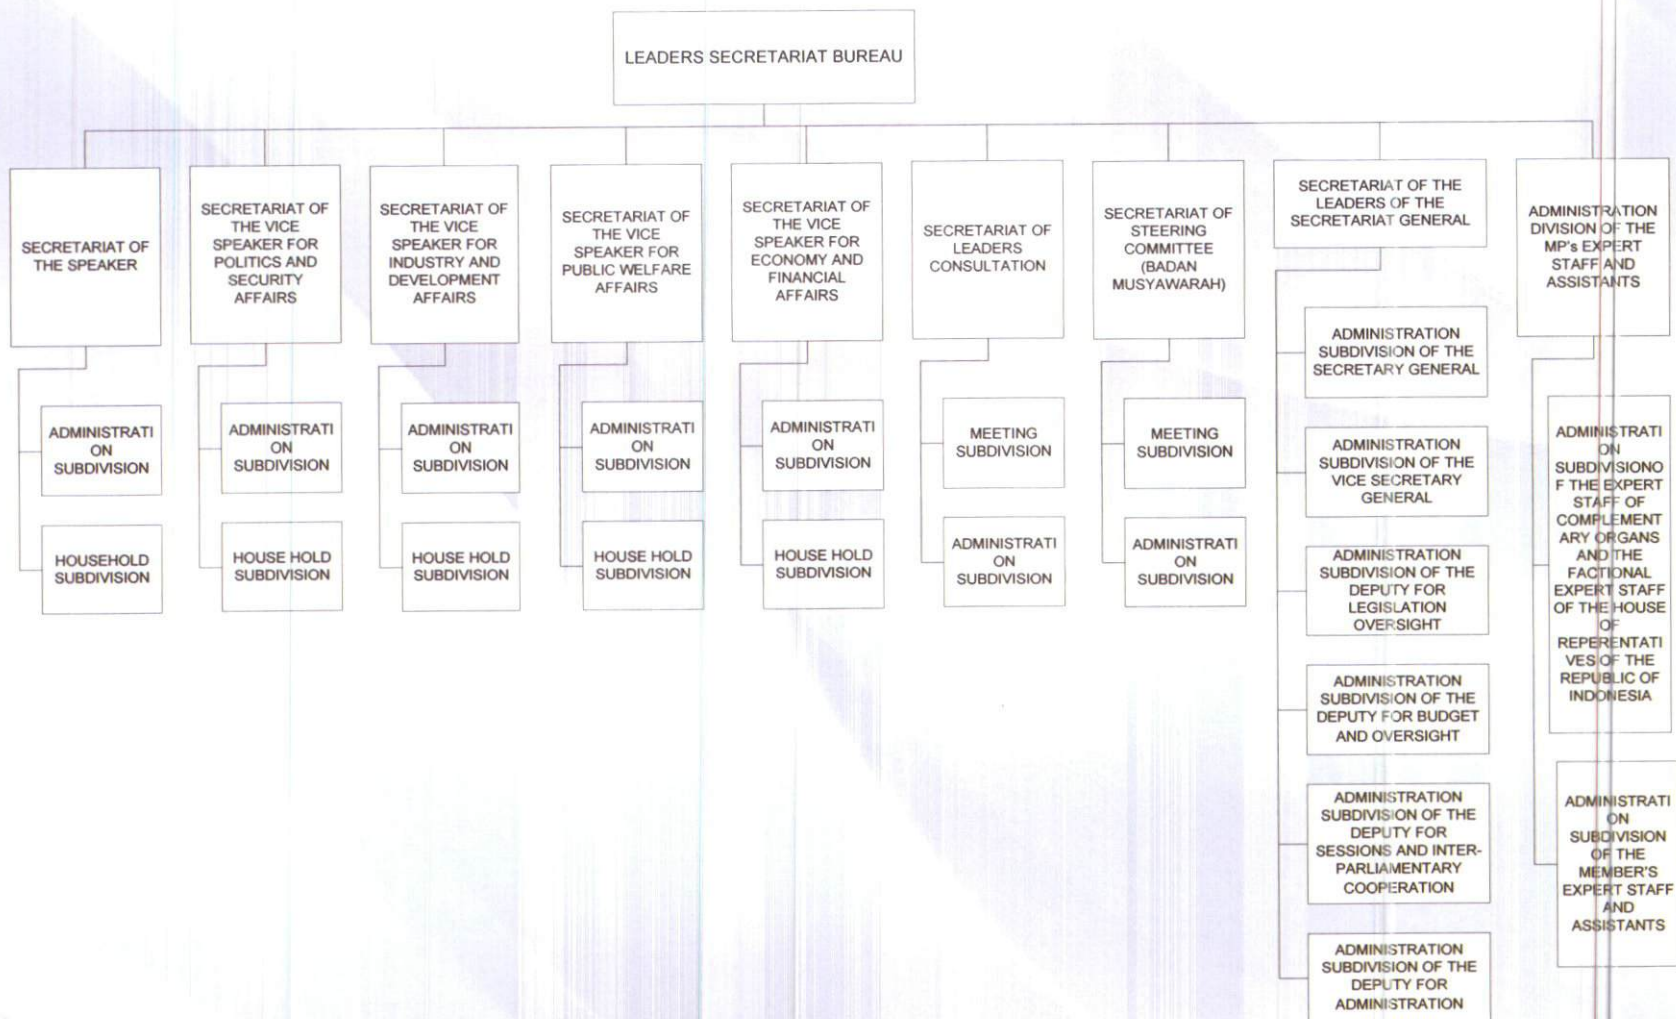 LEADERS SECRETARIAT BUREAU
SECRETARIAT OF
THE SPEAKER
SECRETARIAT OF
THE VICE
SPEAKER FOR
POLITICS AND
SECURITY
AFFAIRS
SECRETARIAT OF
THE VICE
SPEAKER FOR
INDUSTRY AND
DEVELOPMENT
AFFAIRS
SECRETARIAT OF
THE VICE
SPEAKER FOR
PUBLIC WELFARE
AFFAIRS
SECRETARIAT OF
THE VICE
SPEAKER FOR
ECONOMY AND
FINANCIAL
AFFAIRS
SECRETARIAT OF
LEADERS
CONSULTATION
SECRETARIAT OF
STEERING
COMMITTEE
(BADAN
MUSYAWARAH)
SECRETARIAT OF THE
LEADERS OF THE
SECRETARIAT GENERAL
ADMINISTRATION
DIVISION OF THE
MP's EXPERT
STAFF AND
ASSISTANTS
ADMINISTRATI
ON
SUBDIVISION
HOUSEHOLD
SUBDIVISION
ADMINISTRATI
ON
SUBDIVISION
HOUSE HOLD
SUBDIVISION
ADMINISTRATI
ON
SUBDIVISION
HOUSE HOLD
SUBDIVISION
ADMINISTRATI
ON
SUBDIVISION
HOUSE HOLD
SUBDIVISION
ADMINISTRATI
ON
SUBDIVISION
HOUSE HOLD
SUBDIVISION
MEETING
SUBDIVISION
ADMINISTRATI
ON
SUBDIVISION
MEETING
SUBDIVISION
ADMINISTRATI
ON
SUBDIVISION
ADMINISTRATION
SUBDIVISION OF THE
SECRETARY GENERAL
ADMINISTRATION
SUBDIVISION OF THE
VICE SECRETARY
GENERAL
ADMINISTRATION
SUBDIVISION OF THE
DEPUTY FOR
LEGISLATION
OVERSIGHT
ADMINISTRATION
SUBDIVISION OF THE
DEPUTY FOR BUDGET
AND OVERSIGHT
ADMINISTRATION
SUBDIVISION OF THE
DEPUTY FOR
SESSIONS AND INTER-
PARLIAMENTARY
COOPERATION
ADMINISTRATION
SUBDIVISION OF THE
DEPUTY FOR
ADMINISTRATION
ADMINISTRATI
ON
SUBDIVISIONO
F THE EXPERT
STAFF OF
COMPLEMENT
ARY ORGANS
AND THE
FACTIONAL
EXPERT STAFF
OF THE HOUSE
OF
REPERENTATI
VES OF THE
REPUBLIC OF
INDONESIA
ADMINISTRATI
ON
SUBDIVISION
OF THE
MEMBER'S
EXPERT STAFF
AND
ASSISTANTS